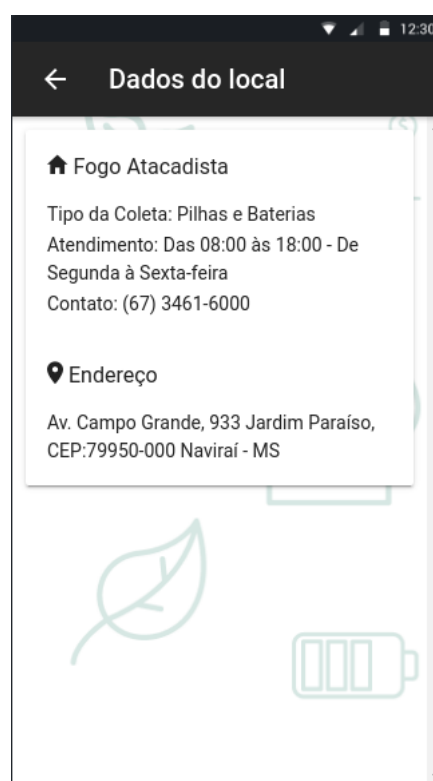 12:30
Dados do local
Fogo Atacadista
Tipo da Coleta: Pilhas e Baterias
Atendimento: Das 08:00 às 18:00 - De
Segunda à Sexta-feira
Contato: (67) 3461-6000
Endereço
Av. Campo Grande, 933 Jardim Paraíso,
CEP:79950-000 Naviraí - MS